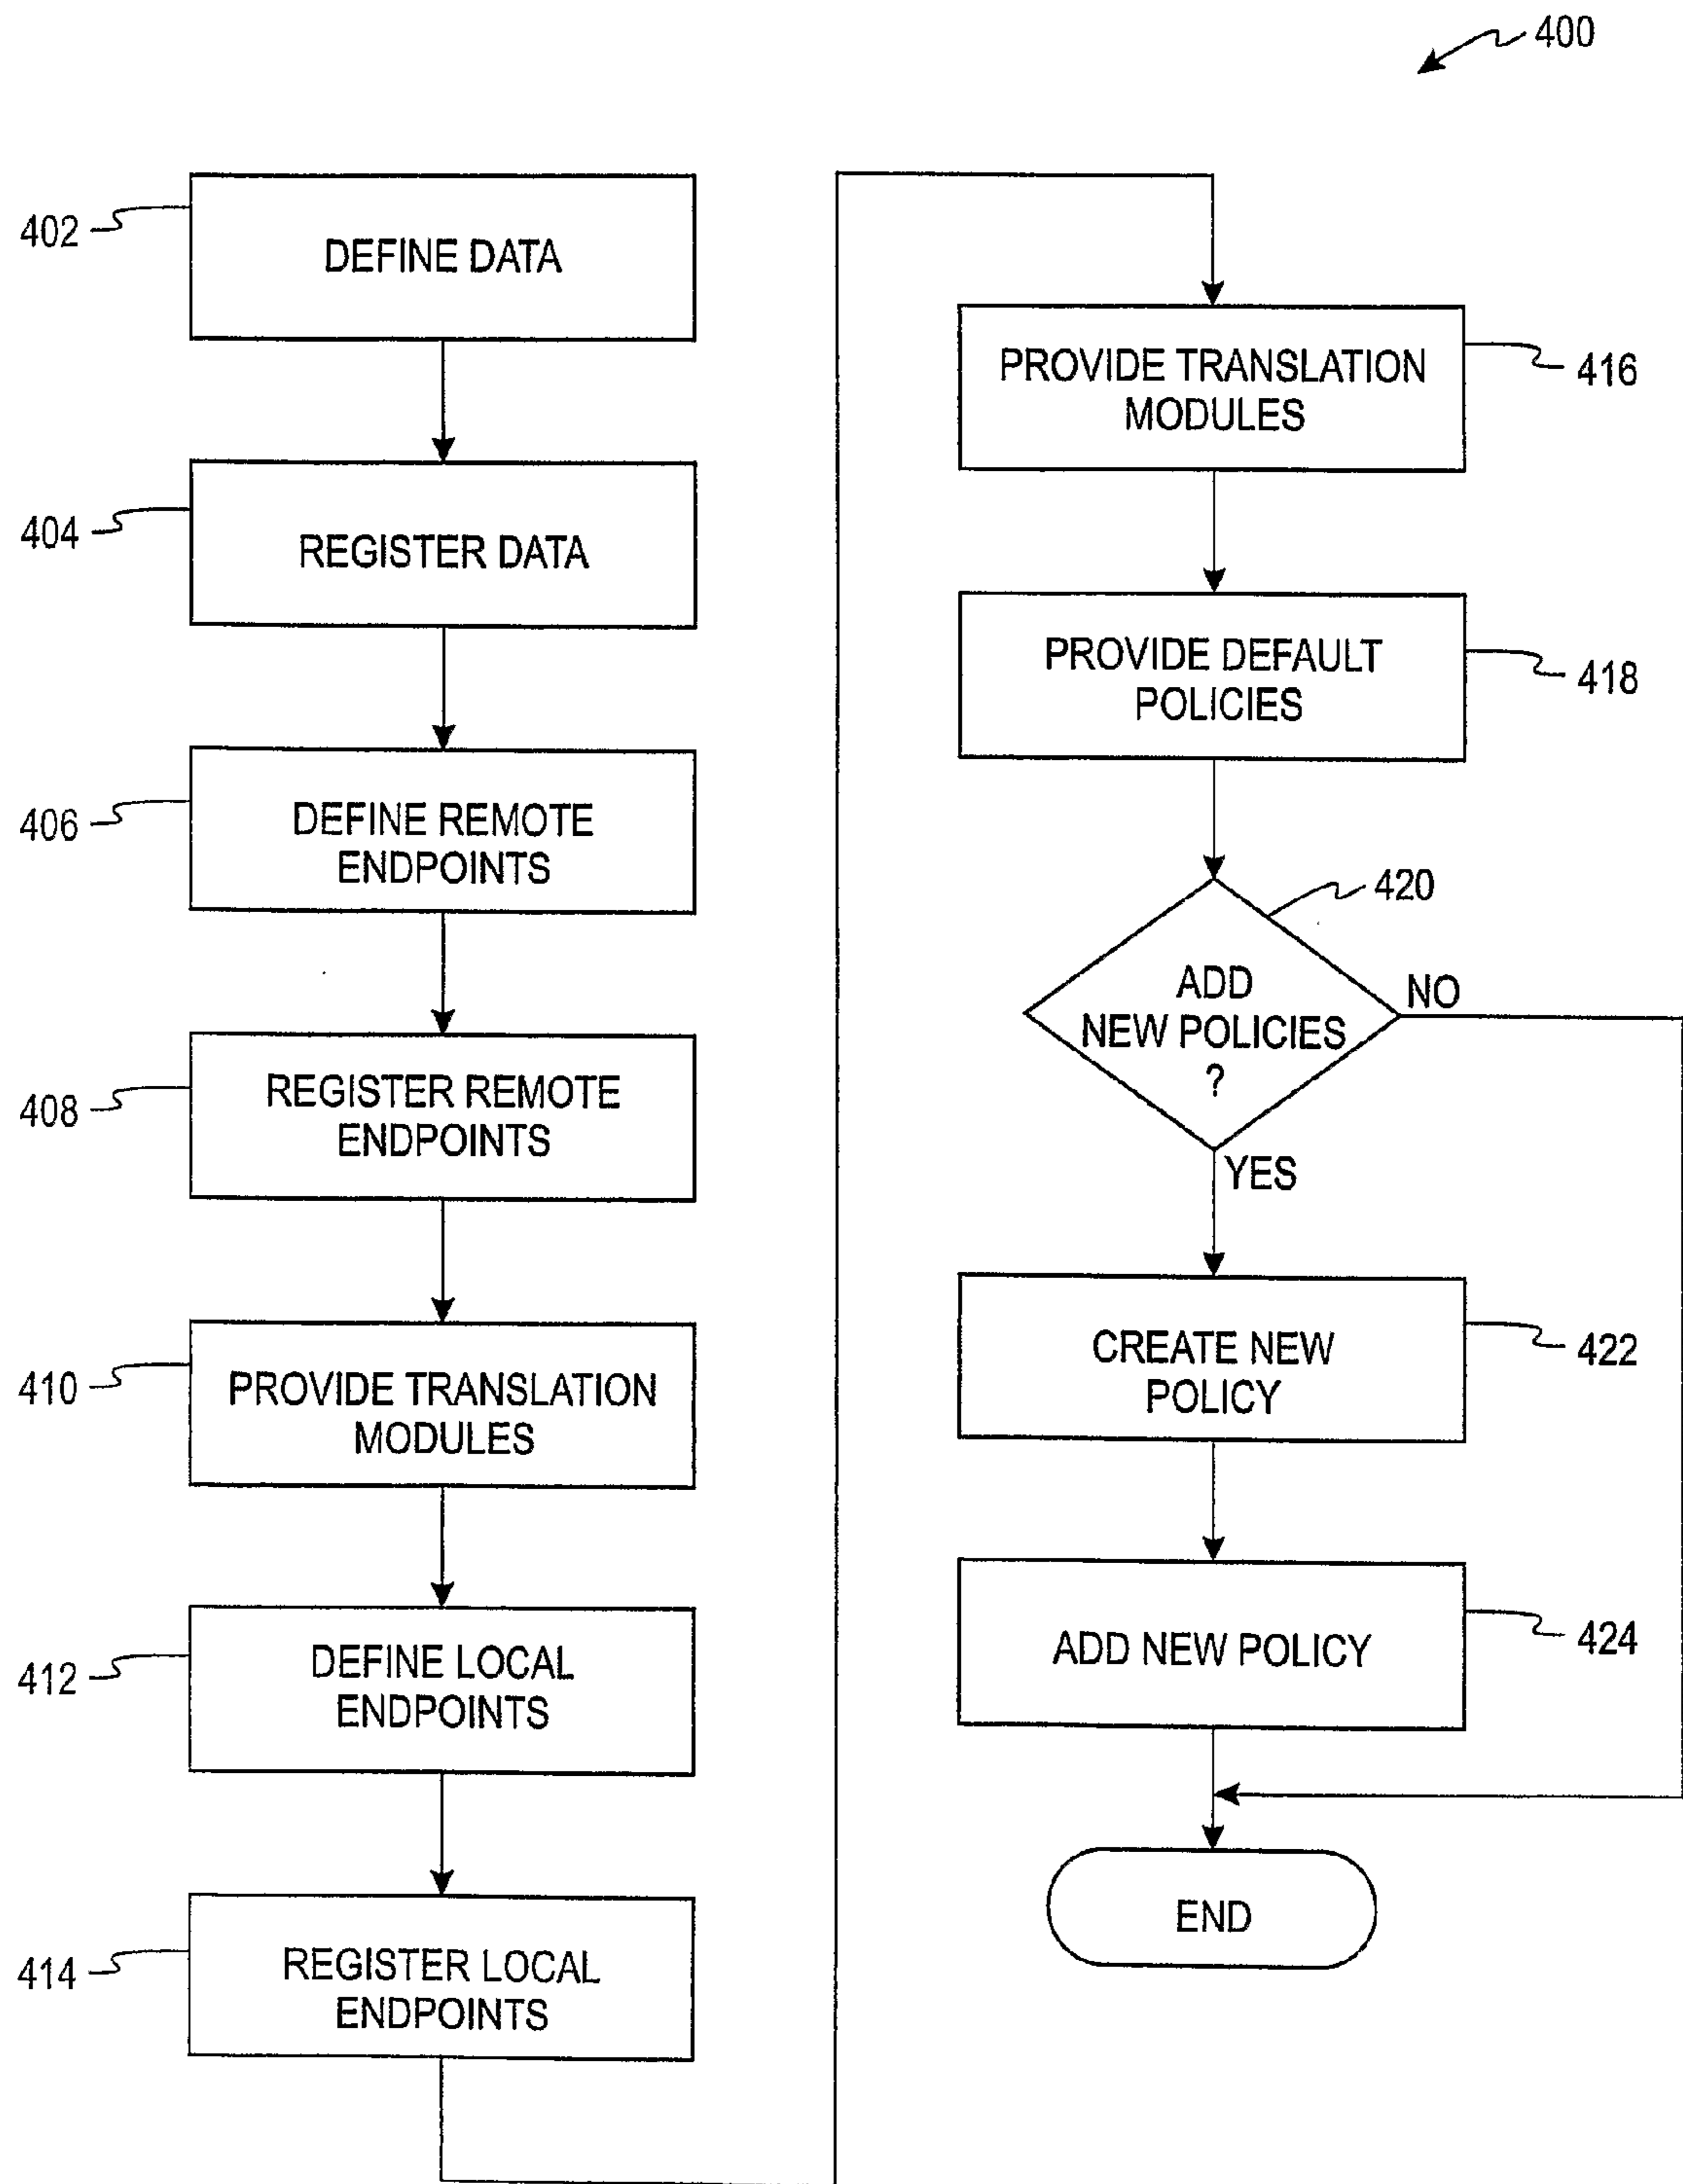 400
402
DEFINE DATA
404
REGISTER DATA
406
DEFINE REMOTE
ENDPOINTS
408
REGISTER REMOTE
ENDPOINTS
410
PROVIDE TRANSLATION
MODULES
412
DEFINE LOCAL
ENDPOINTS
414
REGISTER LOCAL
ENDPOINTS
PROVIDE TRANSLATION
MODULES
416
PROVIDE DEFAULT
POLICIES
418
420
ADD
NEW POLICIES
?
NO
YES
CREATE NEW
POLICY
422
ADD NEW POLICY
424
END